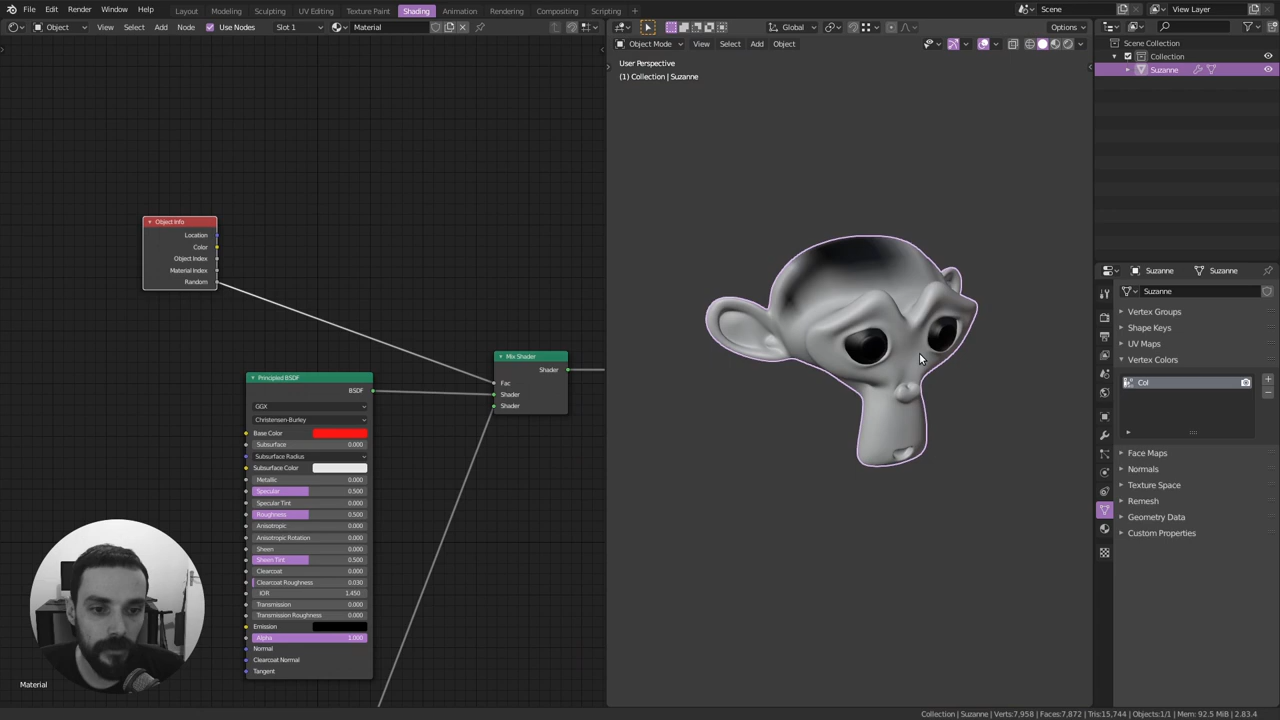 File Edit Render Window Help Layout Modeling Sculpting UV Editing Texture Paint Shading Animation Rendering Compositing Scripting + Scene View Layer
Object View Select Add Node Use Nodes Slot 1 Material Global Options
Object Mode View Select Add Object
User Perspective
(1) Collection | Suzanne
Scene Collection
Collection
Suzanne
Object Info
Location
Color
Object Index
Material Index
Random
Mix Shader
Shader
Fac
Shader
Shader
Principled BSDF
BSDF
GGX
Christensen-Burley
Base Color
Subsurface 0.000
Subsurface Radius
Subsurface Color
Metallic 0.000
Specular 0.500
Specular Tint 0.000
Roughness 0.500
Anisotropic 0.000
Anisotropic Rotation 0.000
Sheen 0.000
Sheen Tint 0.500
Clearcoat 0.000
Clearcoat Roughness 0.030
IOR 1.450
Transmission 0.000
Transmission Roughness 0.000
Emission
Alpha 1.000
Normal
Clearcoat Normal
Tangent
Material
Suzanne Suzanne
Suzanne
Vertex Groups
Shape Keys
UV Maps
Vertex Colors
Col
Face Maps
Normals
Texture Space
Remesh
Geometry Data
Custom Properties
Collection | Suzanne | Verts:7,958 | Faces:7,872 | Tris:15,744 | Objects:1/1 | Mem: 92.5 MiB | 2.83.4